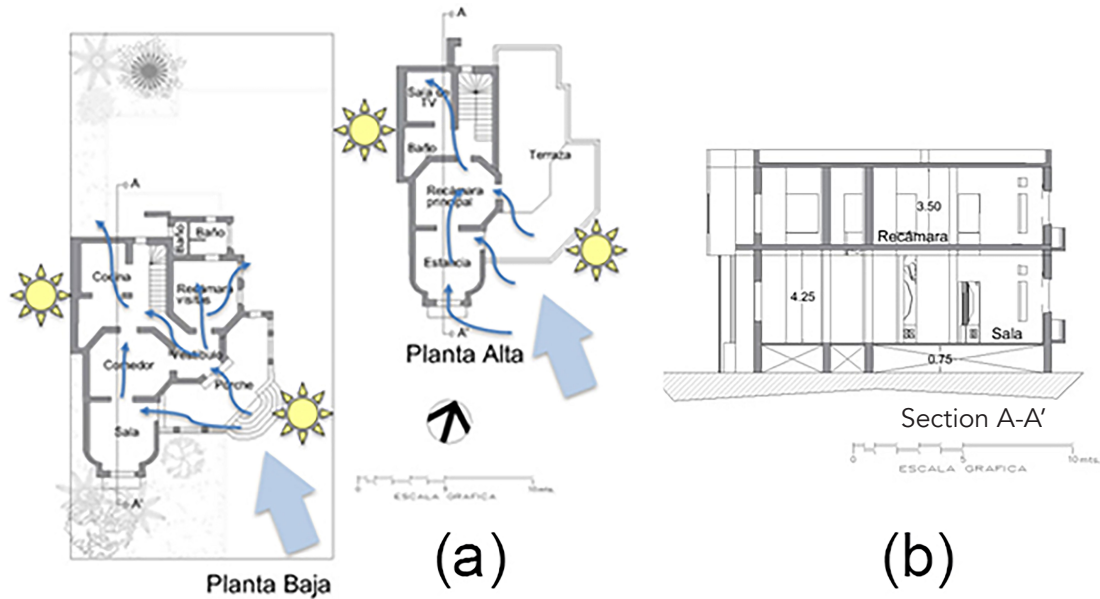 A
A
Baño
Baño
Cocina
Recámara
visitas
Vestíbulo
Comedor
Porche
Sala
A'
Planta Baja
A
Sala de
TV
Baño
Terraza
Recámara
principal
Estancia
A'
Planta Alta
0
5
10 mts.
ESCALA GRAFICA
(a)
3.50
Recámara
4.25
Sala
0.75
Section A-A'
0
5
10 mts.
ESCALA GRAFICA
(b)